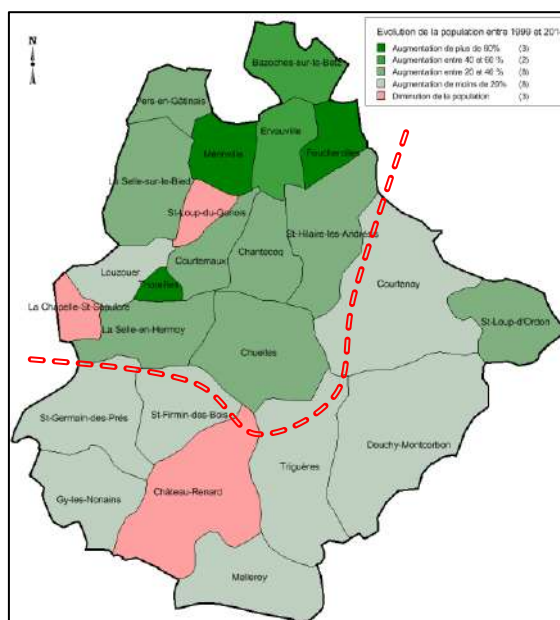 Evolution de la population entre 1999 et 201
N
Augmentation de plus de 60% (3)
Augmentation entre 40 et 60 % (2)
Augmentation entre 20 et 40 % (8)
Augmentation de moins de 20% (8)
Diminution de la population (3)
Bazoches-sur-le-Betz
Pers-en-Gâtinais
Ervauville
Mérinville
Foucherolles
La Selle-sur-le-Bied
St-Loup-du-Gonois
St-Hilaire-les-Andrésis
Chantecoq
Courtemaux
Louzouer
Thorailles
Courtenay
La Chapelle-St-Sépulcre
St-Loup-d'Ordon
La Selle-en-Hermoy
Chuelles
St-Germain-des-Prés
St-Firmin-des-Bois
Douchy-Montcorbon
Triguères
Gy-les-Nonains
Château-Renard
Melleroy